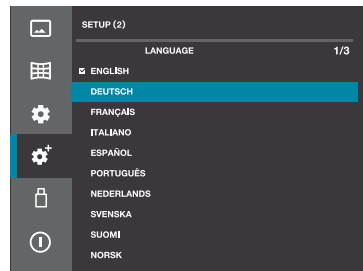 SETUP (2)
LANGUAGE 1/3
ENGLISH
DEUTSCH
FRANÇAIS
ITALIANO
ESPAÑOL
PORTUGUÊS
NEDERLANDS
SVENSKA
SUOMI
NORSK